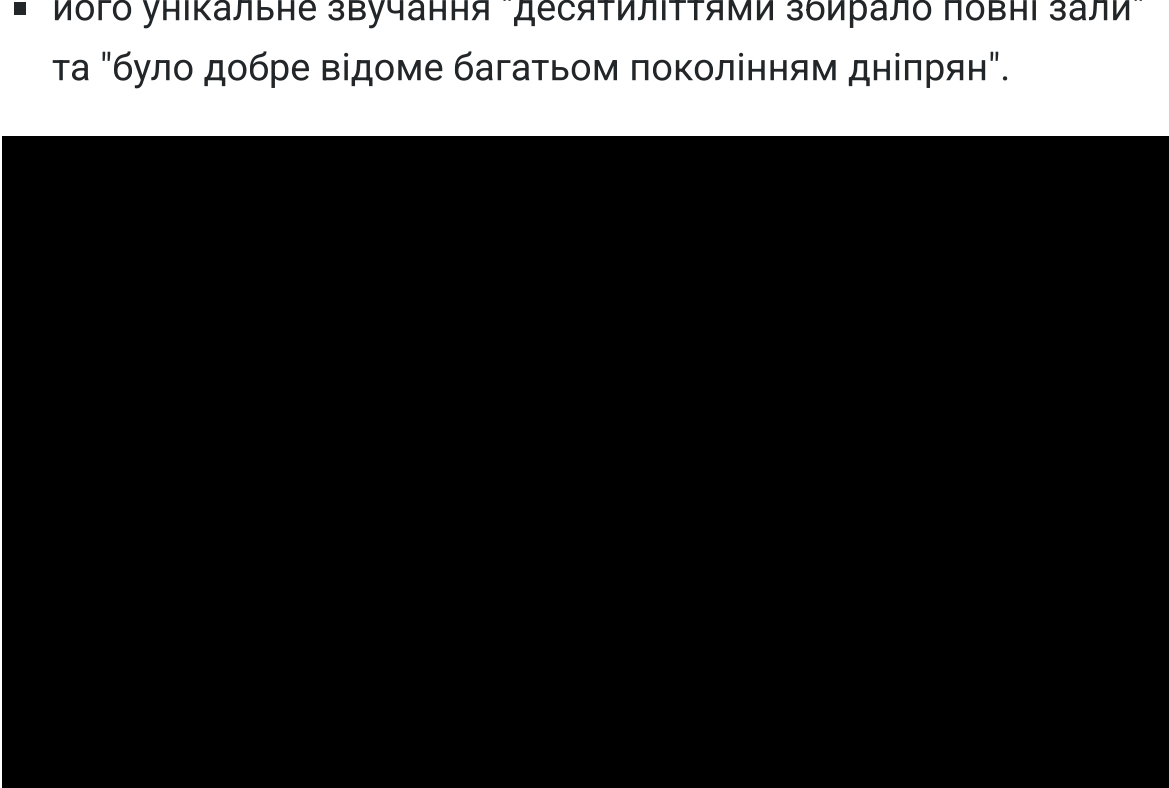 його унікальне звучання "десятиліттями збирало повні зали"
та "було добре відоме багатьом поколінням дніпрян".